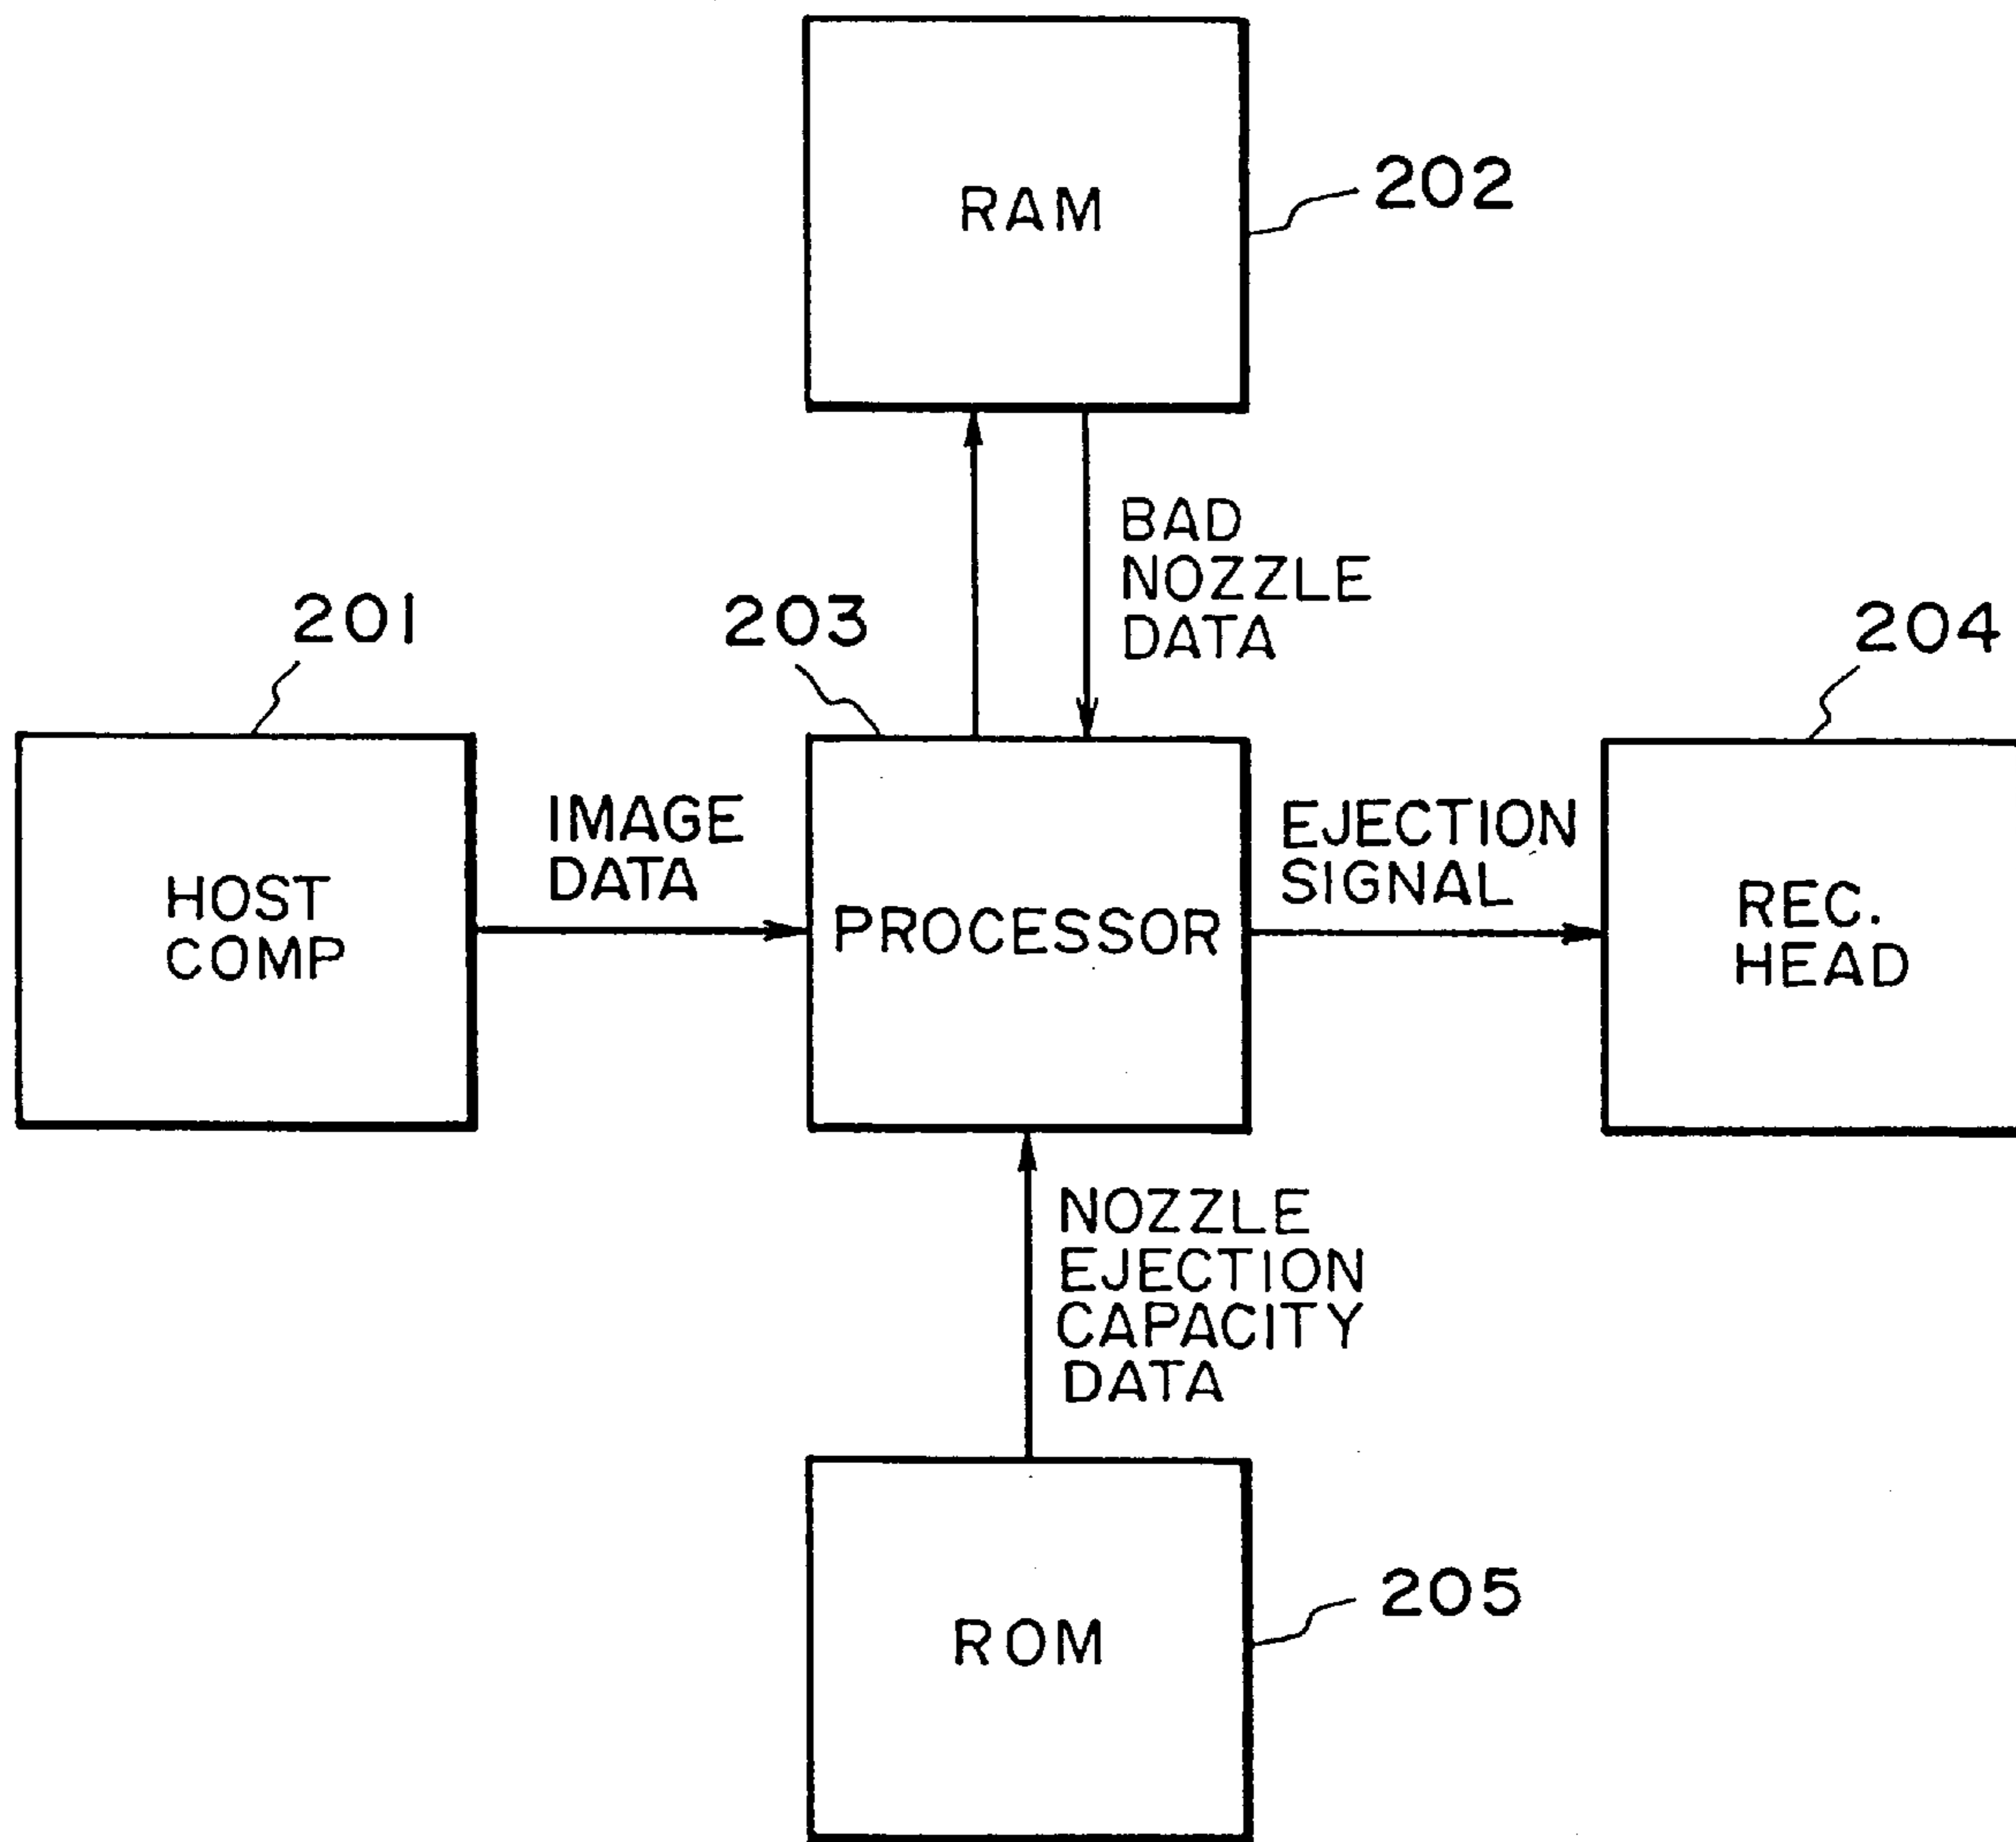 RAM
202
BAD
NOZZLE
DATA
201
203
204
HOST
COMP
IMAGE
DATA
PROCESSOR
EJECTION
SIGNAL
REC.
HEAD
NOZZLE
EJECTION
CAPACITY
DATA
ROM
205